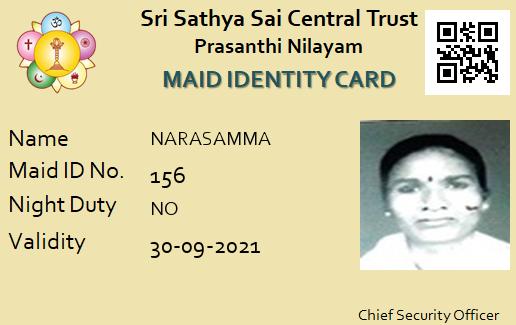 Sri Sathya Sai Central Trust
Prasanthi Nilayam
MAID IDENTITY CARD
Name NARASAMMA
Maid ID No. 156
Night Duty NO
Validity 30-09-2021
Chief Security Officer